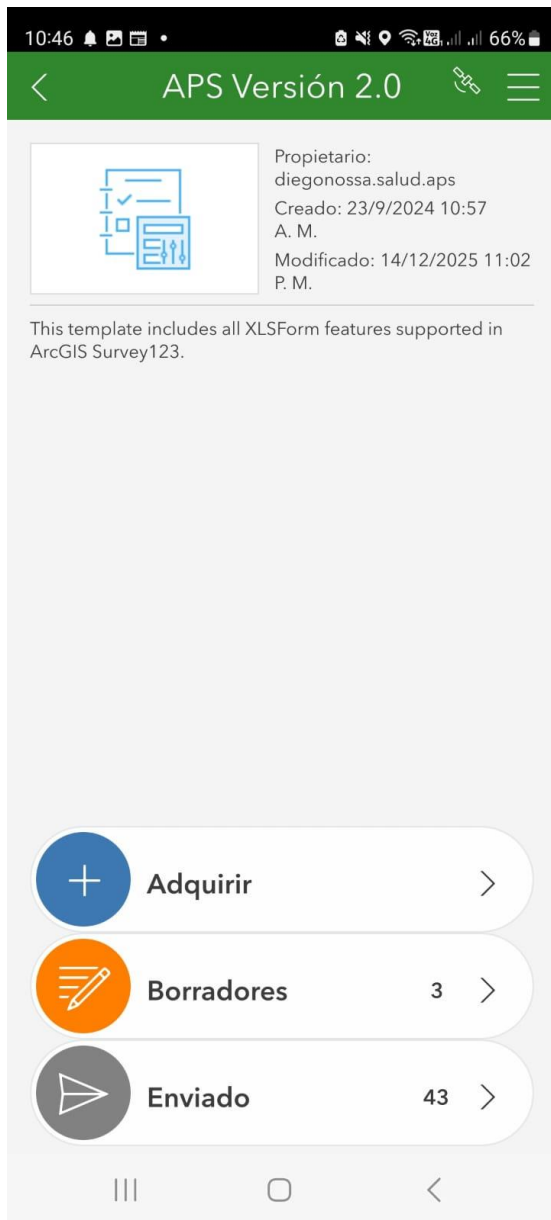 10:46 66%
APS Versión 2.0
Propietario:
diegonossa.salud.aps
Creado: 23/9/2024 10:57
A. M.
Modificado: 14/12/2025 11:02
P. M.
This template includes all XLSForm features supported in
ArcGIS Survey123.
Adquirir
Borradores 3
Enviado 43